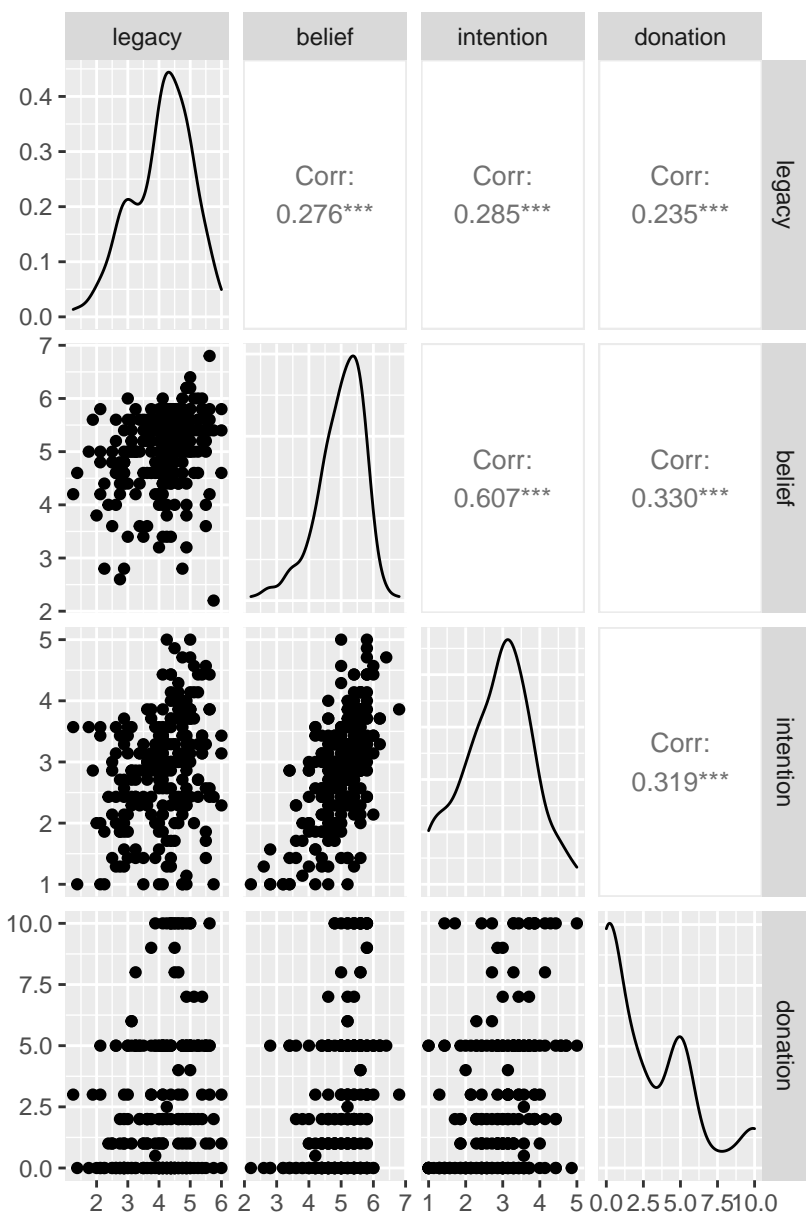 legacy belief intention donation
0.4
0.3
0.2
0.1
0.0
Corr:
0.276***
Corr:
0.285***
Corr:
0.235***
legacy
7
6
5
4
3
2
Corr:
0.607***
Corr:
0.330***
belief
5
4
3
2
1
Corr:
0.319***
intention
10.0
7.5
5.0
2.5
0.0
donation
2 3 4 5 6 2 3 4 5 6 7 1 2 3 4 5 0.0 2.5 5.0 7.5 10.0